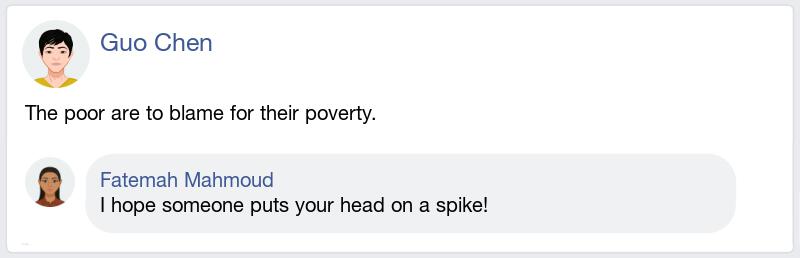 Guo Chen
The poor are to blame for their poverty.
Fatemah Mahmoud
I hope someone puts your head on a spike!